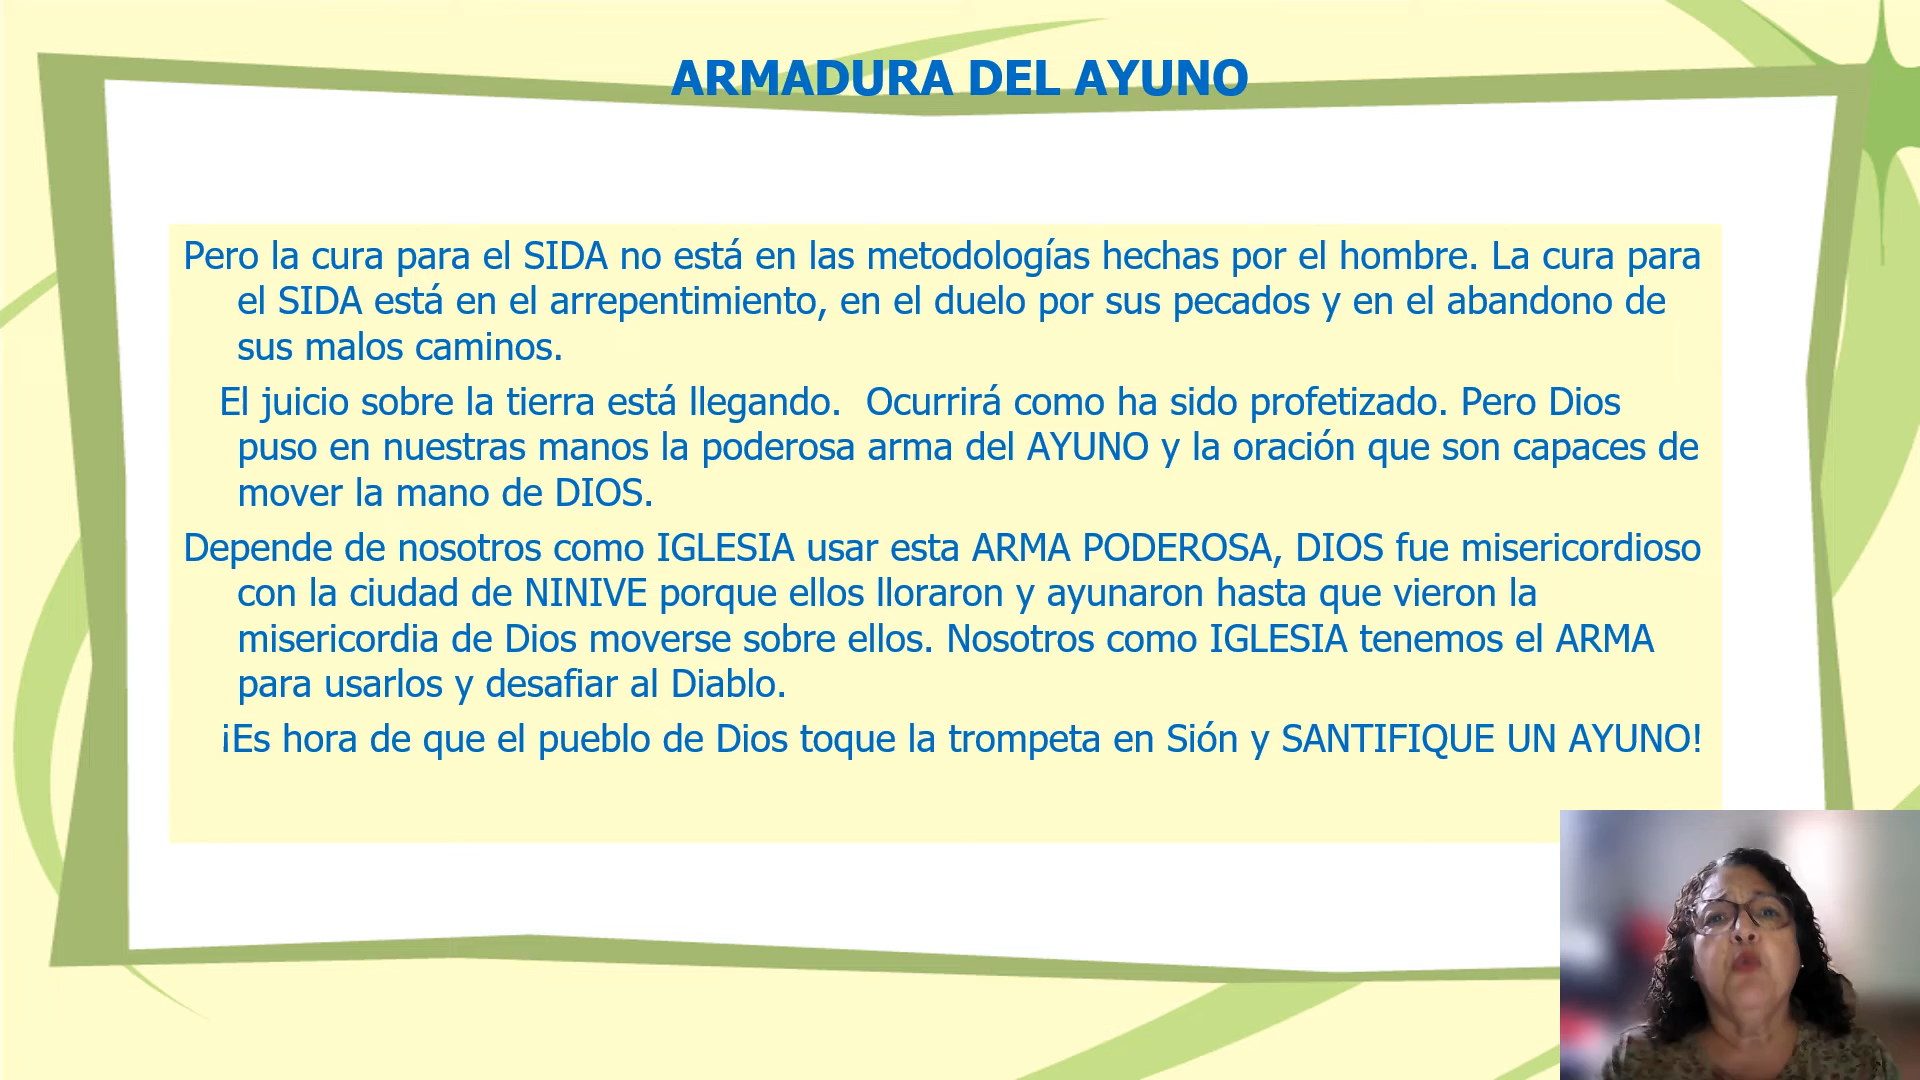 ARMADURA DEL AYUNO
Pero la cura para el SIDA no está en las metodologías hechas por el hombre. La cura para
el SIDA está en el arrepentimiento, en el duelo por sus pecados y en el abandono de
sus malos caminos.
El juicio sobre la tierra está llegando.  Ocurrirá como ha sido profetizado. Pero Dios
puso en nuestras manos la poderosa arma del AYUNO y la oración que son capaces de
mover la mano de DIOS.
Depende de nosotros como IGLESIA usar esta ARMA PODEROSA, DIOS fue misericordioso
con la ciudad de NINIVE porque ellos lloraron y ayunaron hasta que vieron la
misericordia de Dios moverse sobre ellos. Nosotros como IGLESIA tenemos el ARMA
para usarlos y desafiar al Diablo.
¡Es hora de que el pueblo de Dios toque la trompeta en Sión y SANTIFIQUE UN AYUNO!